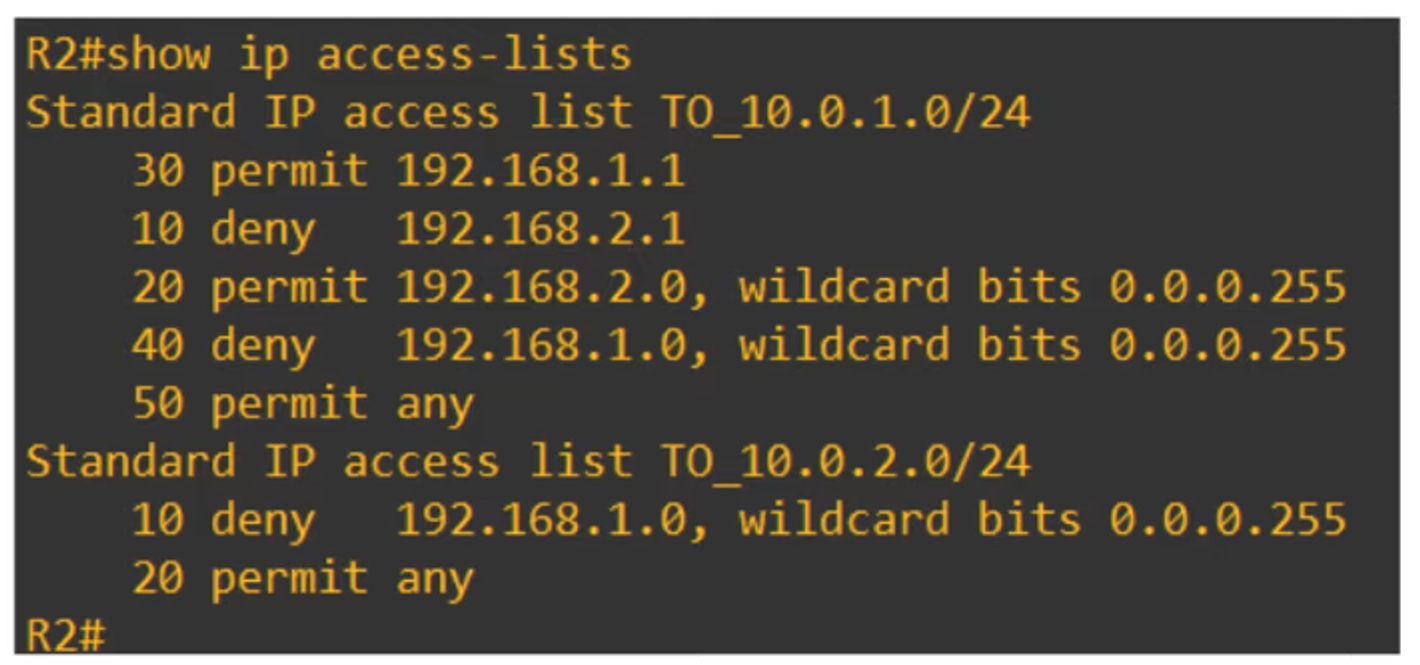 R2#show ip access-lists
Standard IP access list TO_10.0.1.0/24
    30 permit 192.168.1.1
    10 deny   192.168.2.1
    20 permit 192.168.2.0, wildcard bits 0.0.0.255
    40 deny   192.168.1.0, wildcard bits 0.0.0.255
    50 permit any
Standard IP access list TO_10.0.2.0/24
    10 deny   192.168.1.0, wildcard bits 0.0.0.255
    20 permit any
R2#